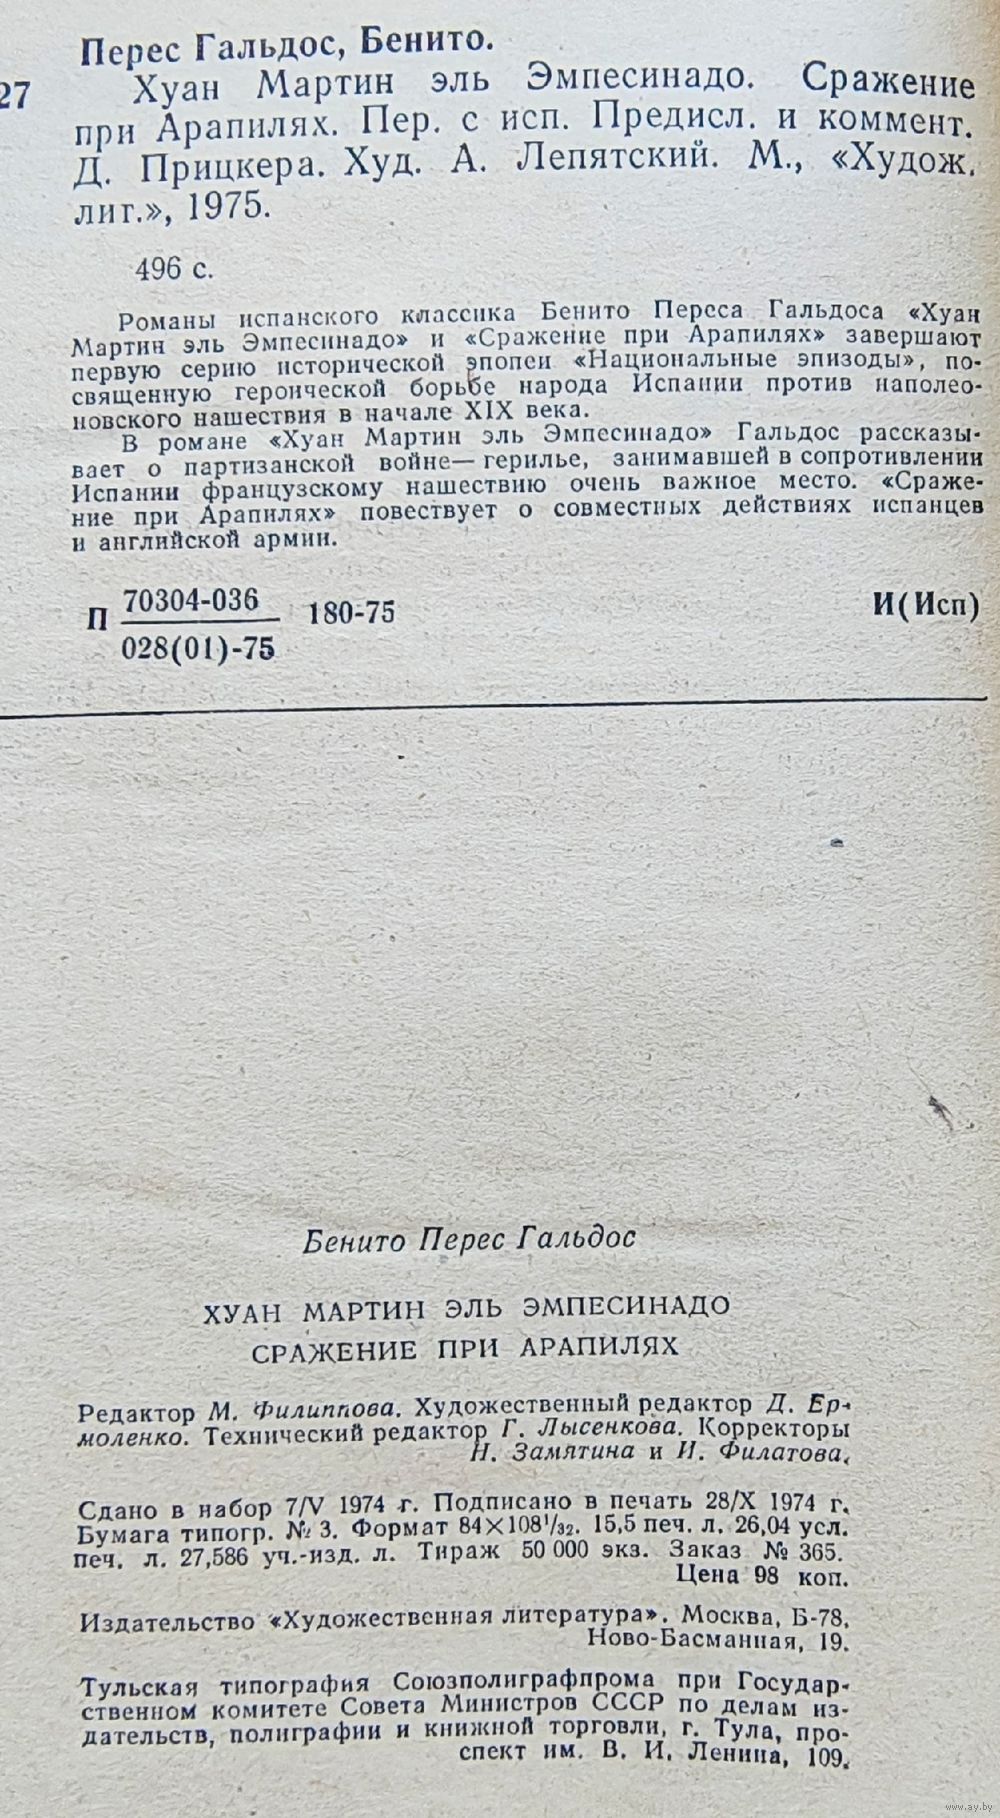 Перес Гальдос, Бенито.
27
Хуан Мартин эль Эмпесинадо. Сражение
при Арапилях. Пер. с исп. Предисл. и коммент.
Д. Прицкера. Худ. А. Лепятский. М., «Худож.
лит.», 1975.
496 с.
Романы испанского классика Бенито Переса Гальдоса «Хуан
Мартин эль Эмпесинадо» и «Сражение при Арапилях» завершают
первую серию исторической эпопеи «Национальные эпизоды», по-
священную героической борьбе народа Испании против наполео-
новского нашествия в начале XIX века.
В романе «Хуан Мартин эль Эмпесинадо» Гальдос рассказы-
вает о партизанской войне—герилье, занимавшей в сопротивлении
Испании французскому нашествию очень важное место. «Сраже-
ние при Арапилях» повествует о совместных действиях испанцев
и английской армии.
П 70304-036 180-75 И(Исп)
028(01)-75
Бенито Перес Гальдос
ХУАН МАРТИН ЭЛЬ ЭМПЕСИНАДО
СРАЖЕНИЕ ПРИ АРАПИЛЯХ
Редактор М. Филиппова. Художественный редактор Д. Ер-
моленко. Технический редактор Г. Лысенкова. Корректоры
Н. Замятина и И. Филатова.
Сдано в набор 7/V 1974 г. Подписано в печать 28/X 1974 г.
Бумага типогр. № 3. Формат 84×108¹/₃₂. 15,5 печ. л. 26,04 усл.
печ. л. 27,586 уч.-изд. л. Тираж 50 000 экз. Заказ № 365.
Цена 98 коп.
Издательство «Художественная литература». Москва, Б-78,
Ново-Басманная, 19.
Тульская типография Союзполиграфпрома при Государ-
ственном комитете Совета Министров СССР по делам из-
дательств, полиграфии и книжной торговли, г. Тула, про-
спект им. В. И. Ленина, 109.
www.ay.by